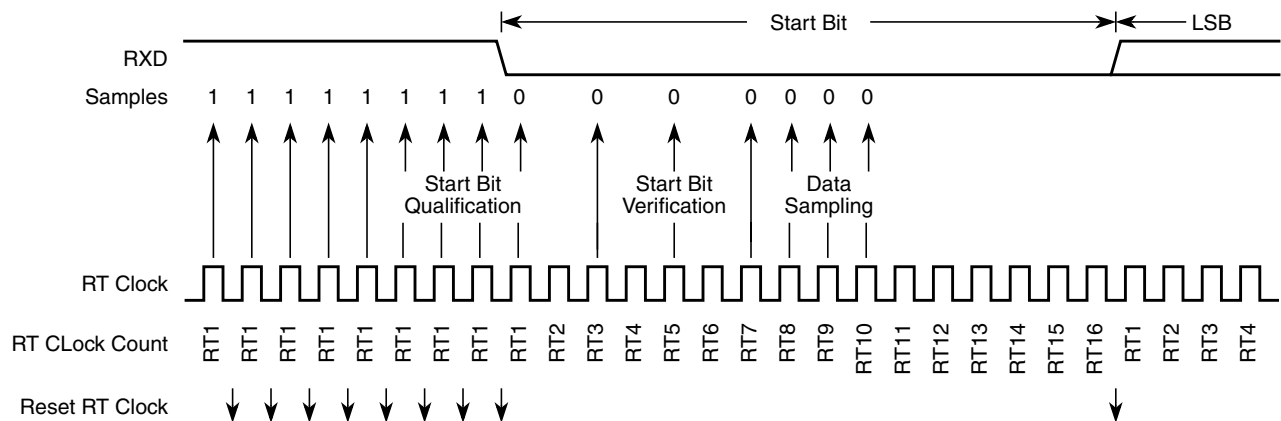 Start Bit LSB
RXD
Samples 1 1 1 1 1 1 1 1 0 0 0 0 0 0 0
Start Bit Qualification
Start Bit Verification
Data Sampling
RT Clock
RT CLock Count RT1 RT1 RT1 RT1 RT1 RT1 RT1 RT1 RT1 RT2 RT3 RT4 RT5 RT6 RT7 RT8 RT9 RT10 RT11 RT12 RT13 RT14 RT15 RT16 RT1 RT2 RT3 RT4
Reset RT Clock